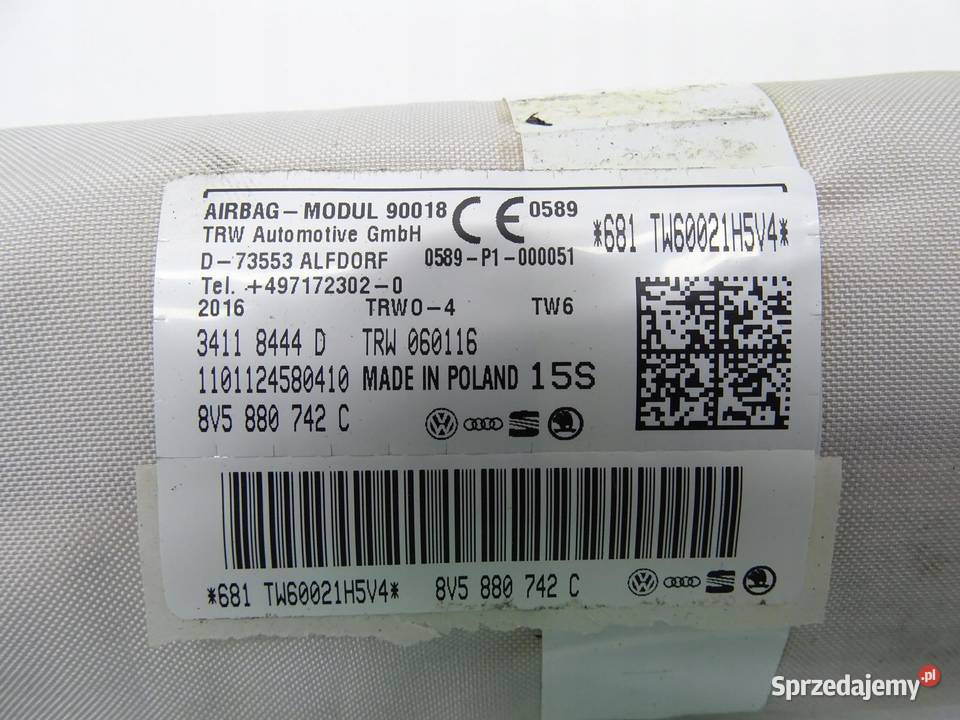 AIRBAG-MODUL 90018 CE 0589
TRW Automotive GmbH
D-73553 ALFDORF 0589-P1-000051
Tel. +497172302-0
2016 TRWO-4 TW6
3411 8444 D TRW 060116
1101124580410 MADE IN POLAND 15S
8V5 880 742 C
*681 TW60021H5V4*
*681 TW60021H5V4* 8V5 880 742 C
Sprzedajemy.pl